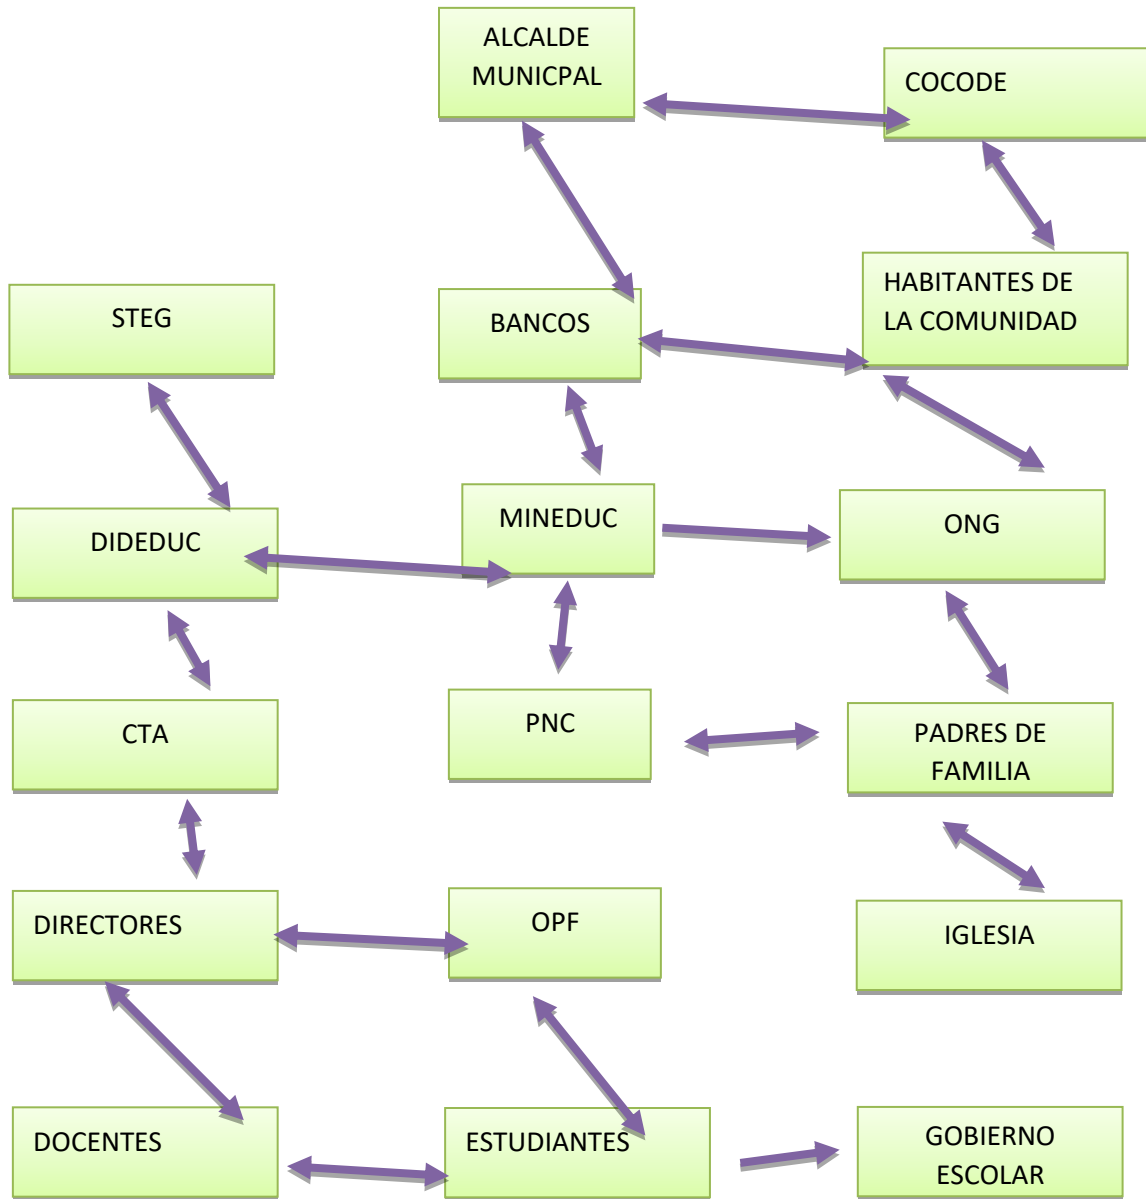 ALCALDE
MUNICPAL
COCODE
HABITANTES DE
LA COMUNIDAD
STEG
BANCOS
DIDEDUC
MINEDUC
ONG
CTA
PNC
PADRES DE
FAMILIA
DIRECTORES
OPF
IGLESIA
DOCENTES
ESTUDIANTES
GOBIERNO
ESCOLAR